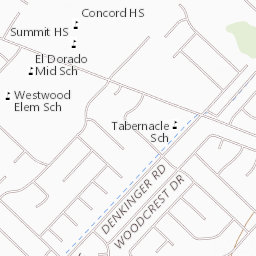 Concord HS
Summit HS
El Dorado
Mid Sch
Westwood
Elem Sch
Tabernacle
Sch
DENKINGER RD
WOODCREST DR